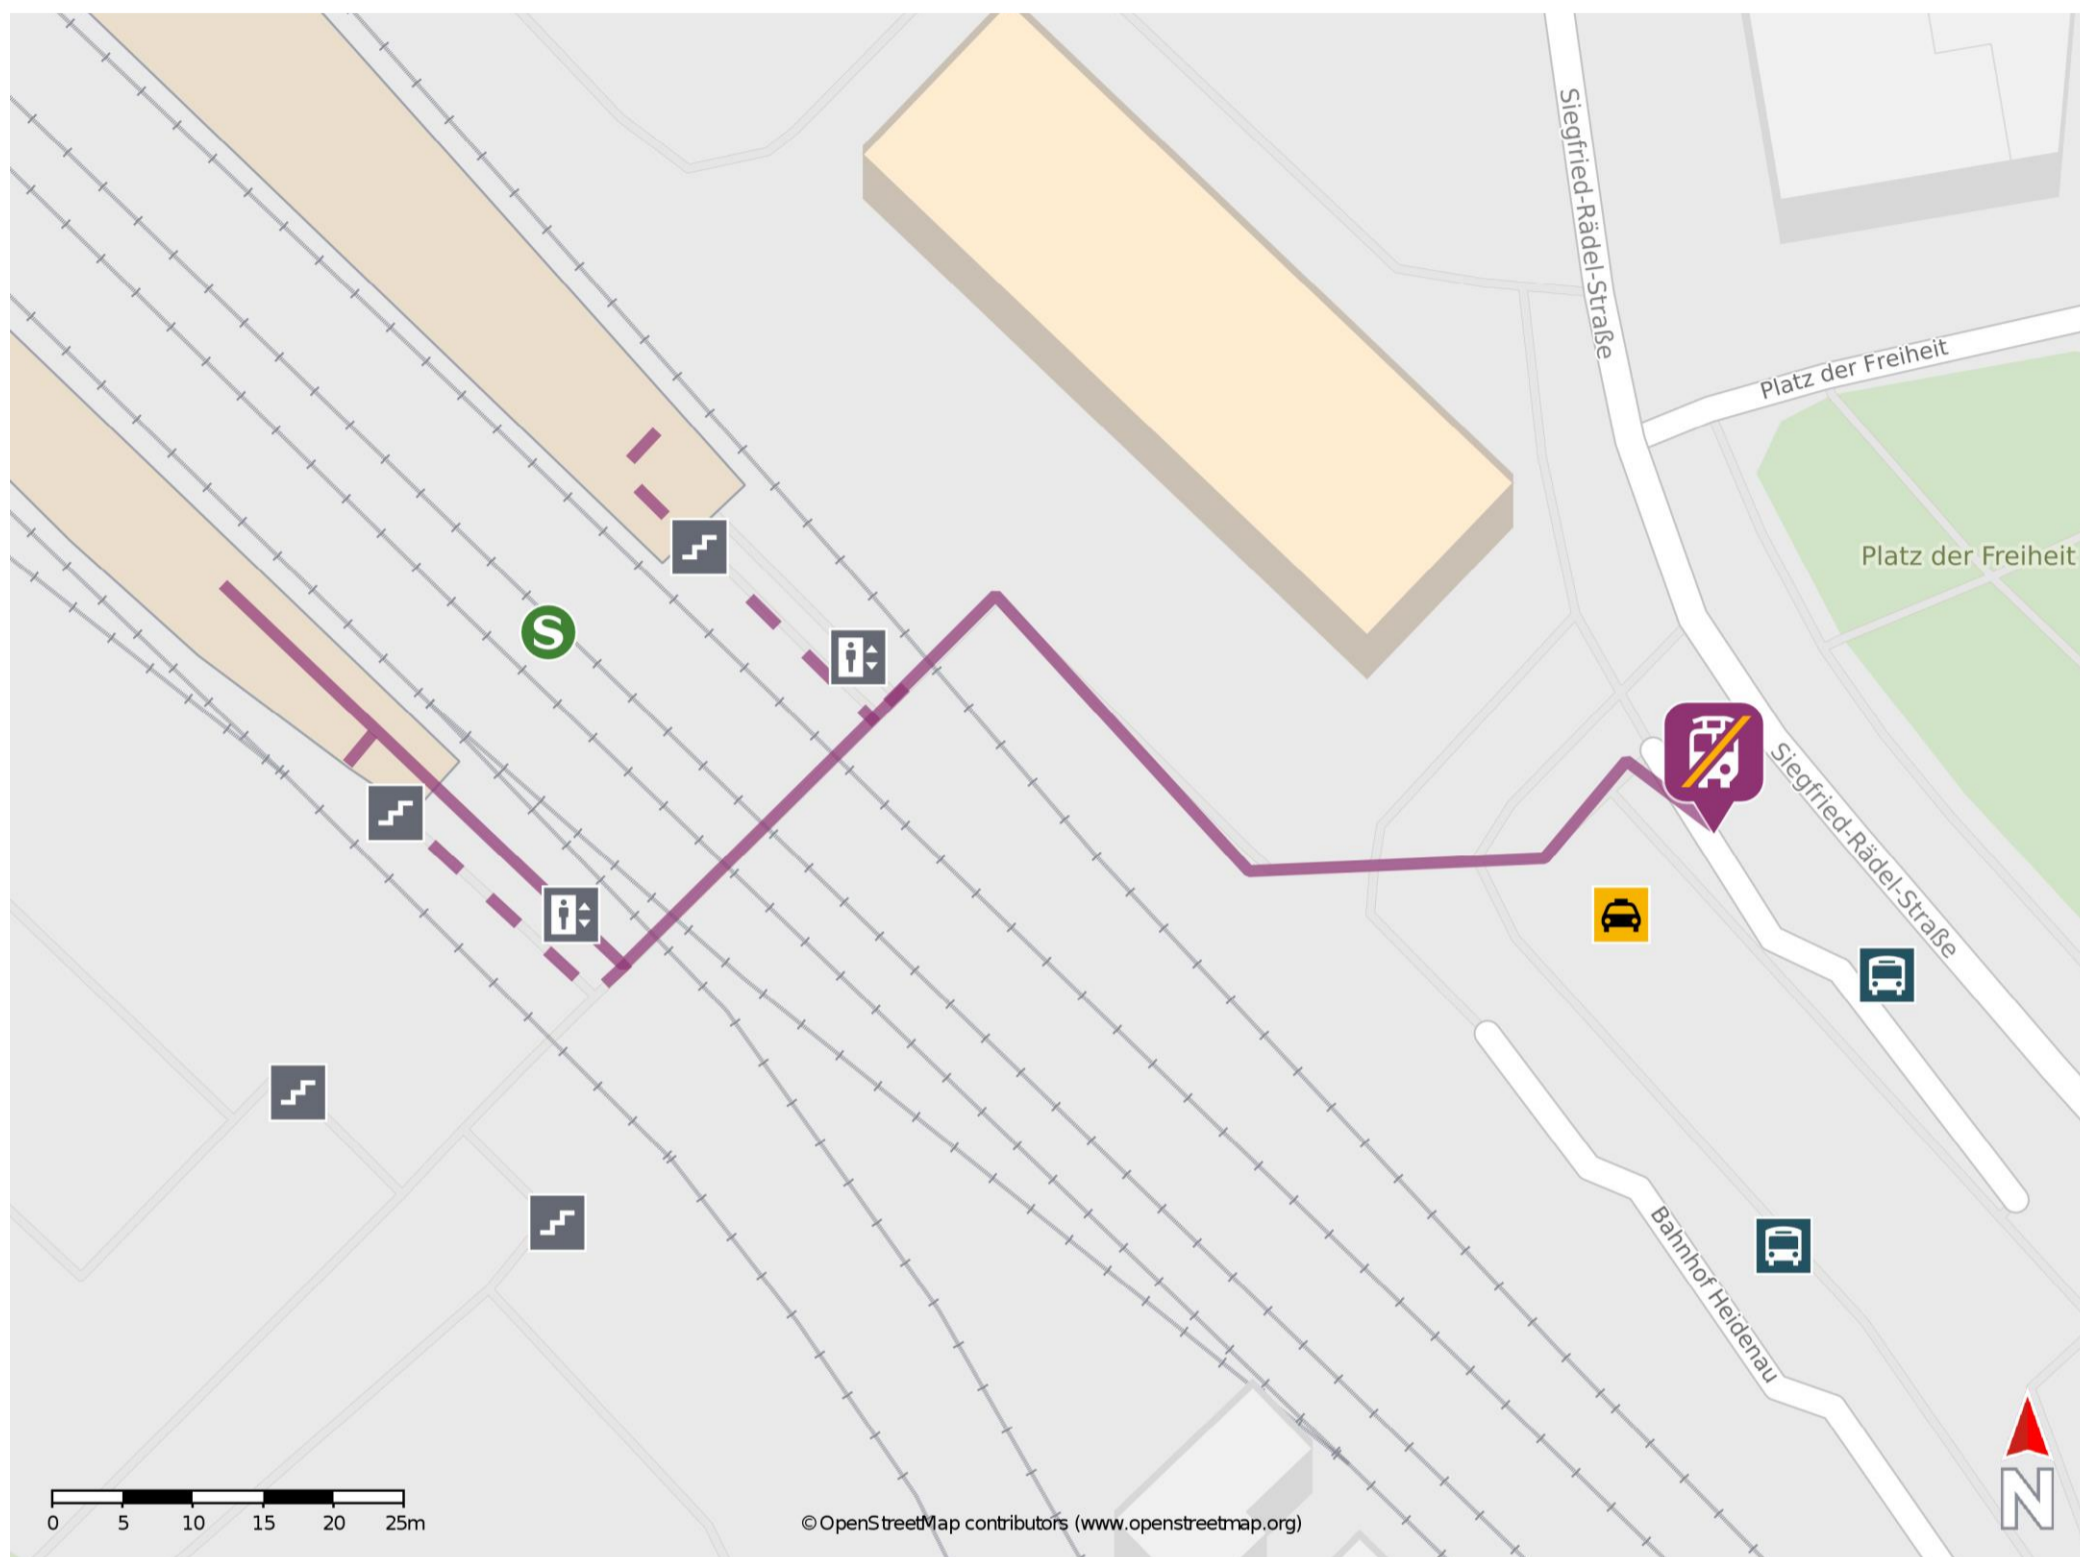 Siegfried-Rädel-Straße
Platz der Freiheit
Platz der Freiheit
S
Siegfried-Rädel-Straße
Bahnhof Heidenau
0 5 10 15 20 25m
© OpenStreetMap contributors (www.openstreetmap.org)
N